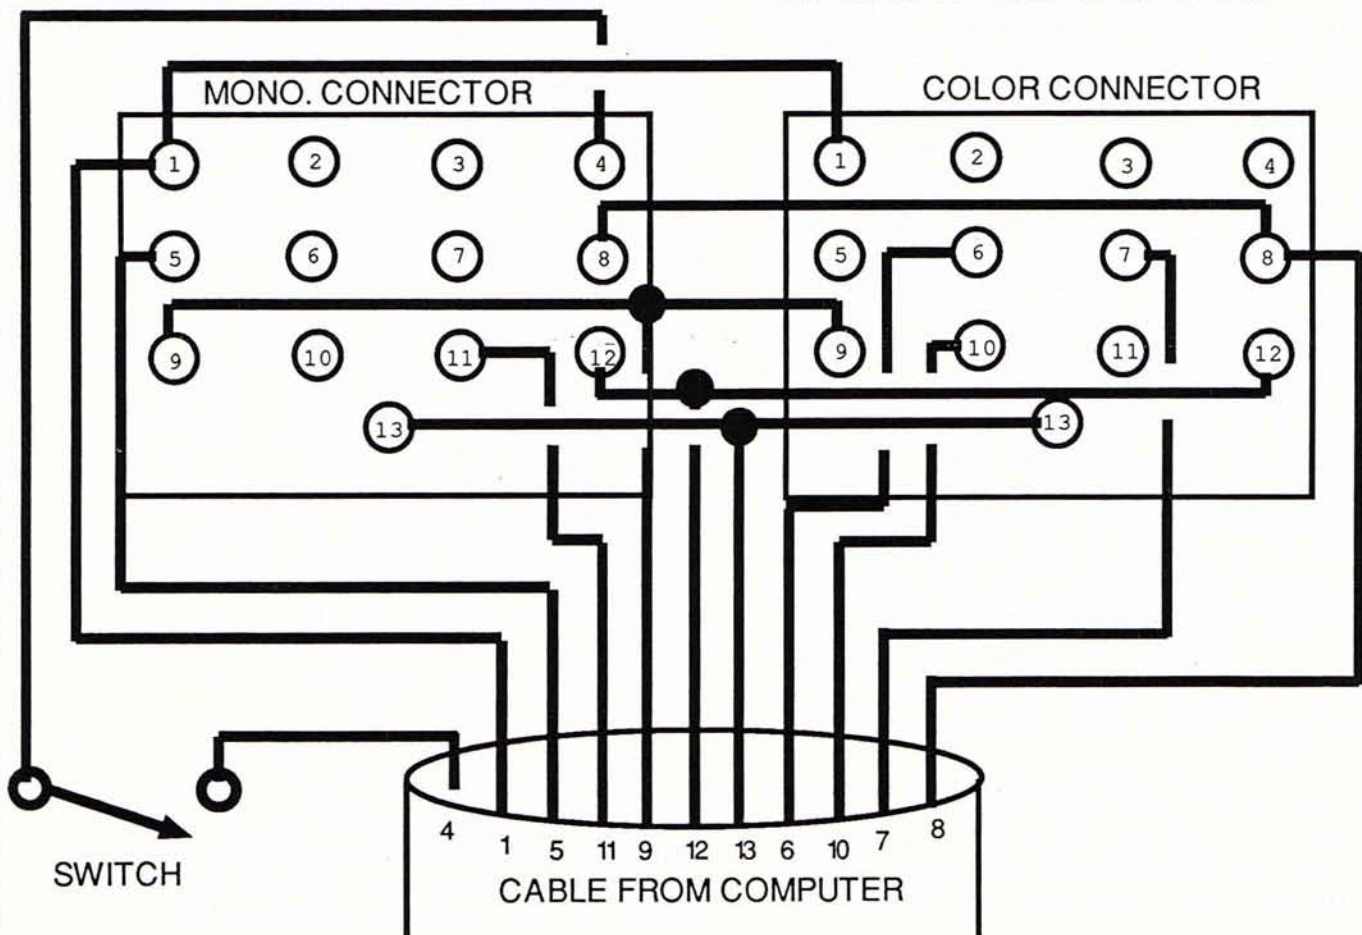 MONO. CONNECTOR
COLOR CONNECTOR
1 2 3 4
1 2 3 4
5 6 7 8
5 6 7 8
9 10 11 12
9 10 11 12
13
13
4 1 5 11 9 12 13 6 10 7 8
SWITCH
CABLE FROM COMPUTER